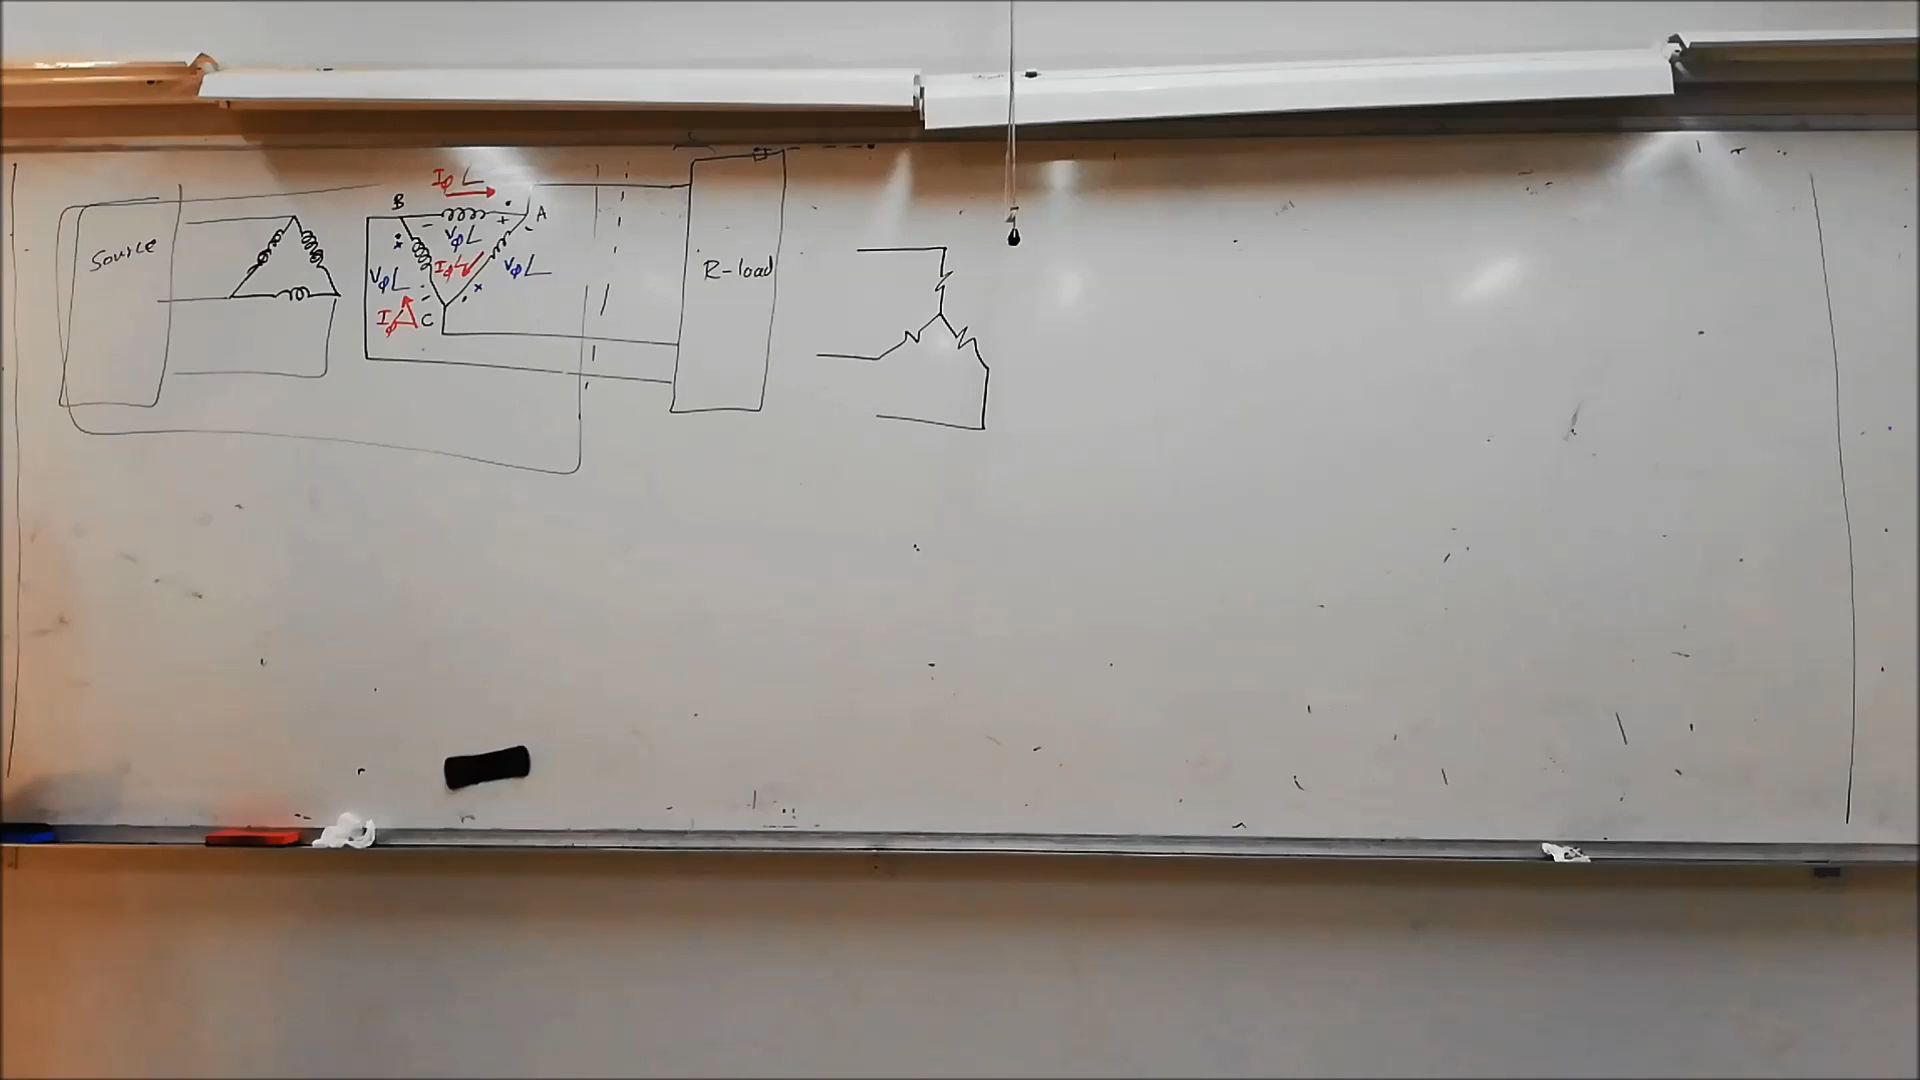 Source
IφL
B
A
- +
VφL
IφL
VφL
VφL
Iφ
C
R-load